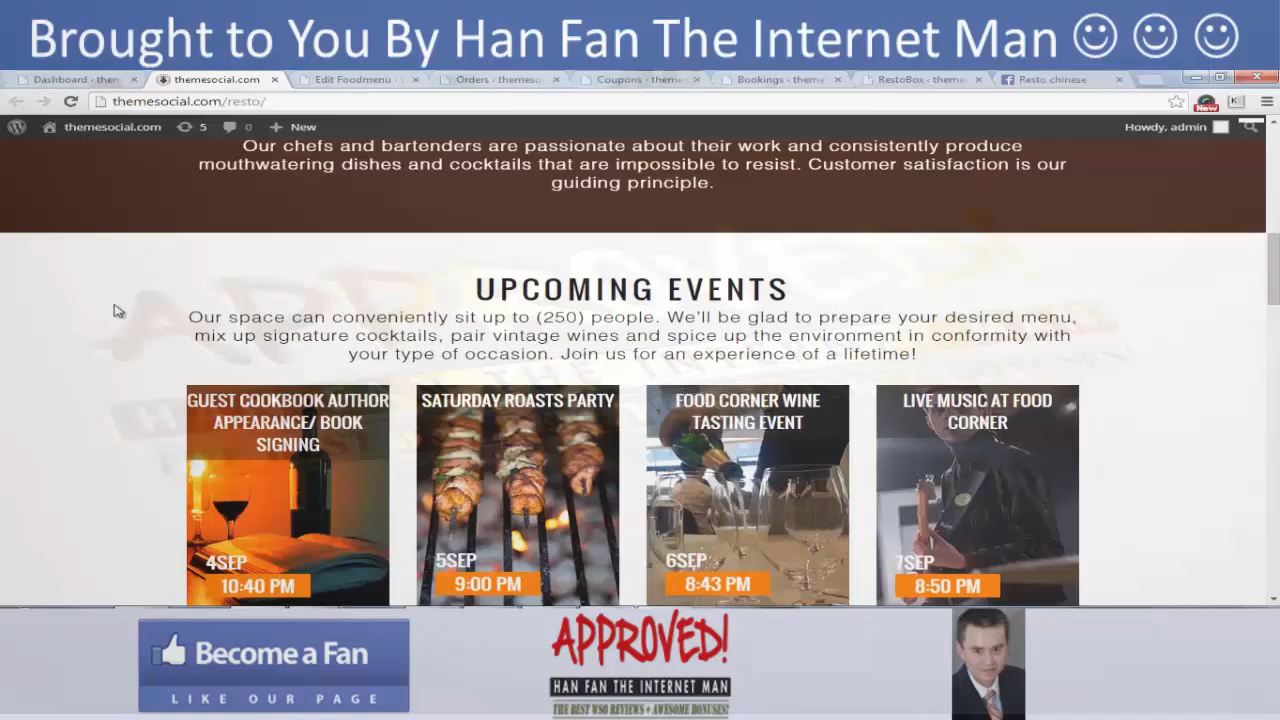 Brought to You By Han Fan The Internet Man
Dashboard ‹ then
themesocial.com
Edit Foodmenu ‹ t
Orders ‹ themeso
Coupons ‹ theme
Bookings ‹ theme
RestoBox ‹ theme
Resto chinese
themesocial.com/resto/
New
themesocial.com
5
0
New
Howdy, admin
Our chefs and bartenders are passionate about their work and consistently produce
mouthwatering dishes and cocktails that are impossible to resist. Customer satisfaction is our
guiding principle.
UPCOMING EVENTS
Our space can conveniently sit up to (250) people. We'll be glad to prepare your desired menu,
mix up signature cocktails, pair vintage wines and spice up the environment in conformity with
your type of occasion. Join us for an experience of a lifetime!
GUEST COOKBOOK AUTHOR
APPEARANCE/ BOOK
SIGNING
4SEP
10:40 PM
SATURDAY ROASTS PARTY
5SEP
9:00 PM
FOOD CORNER WINE
TASTING EVENT
6SEP
8:43 PM
LIVE MUSIC AT FOOD
CORNER
7SEP
8:50 PM
Become a Fan
LIKE OUR PAGE
APPROVED!
HAN FAN THE INTERNET MAN
THE BEST WSO REVIEWS + AWESOME BONUSES!